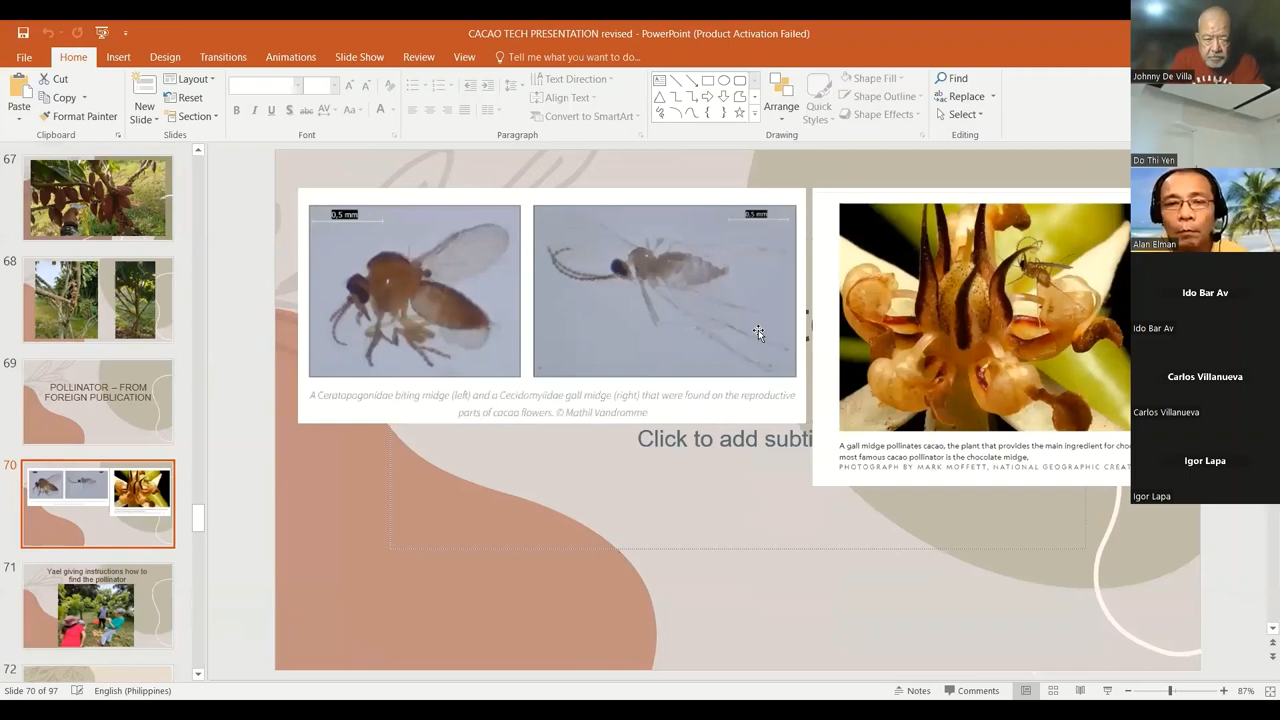 CACAO TECH PRESENTATION revised - PowerPoint (Product Activation Failed)
File Home Insert Design Transitions Animations Slide Show Review View Tell me what you want to do...
Paste
Cut
Copy
Format Painter
Clipboard
New Slide
Layout
Reset
Section
Slides
B I U S abc AV Aa A
Font
Text Direction
Align Text
Convert to SmartArt
Paragraph
Arrange
Quick Styles
Shape Fill
Shape Outline
Shape Effects
Drawing
Find
Replace
Select
Editing
67
68
69
POLLINATOR – FROM
FOREIGN PUBLICATION
70
71
Yael giving instructions how to
find the pollinator
72
0,5 mm
0,5 mm
A Ceratopogonidae biting midge (left) and a Cecidomyiidae gall midge (right) that were found on the reproductive
parts of cacao flowers. © Mathil Vandromme
Click to add subti
A gall midge pollinates cacao, the plant that provides the main ingredient for cho
most famous cacao pollinator is the chocolate midge,
PHOTOGRAPH BY MARK MOFFETT, NATIONAL GEOGRAPHIC CREAT
Johnny De Villa
Do Thi Yen
Alan Elman
Ido Bar Av
Ido Bar Av
Carlos Villanueva
Carlos Villanueva
Igor Lapa
Igor Lapa
Slide 70 of 97 English (Philippines) Notes Comments 87%